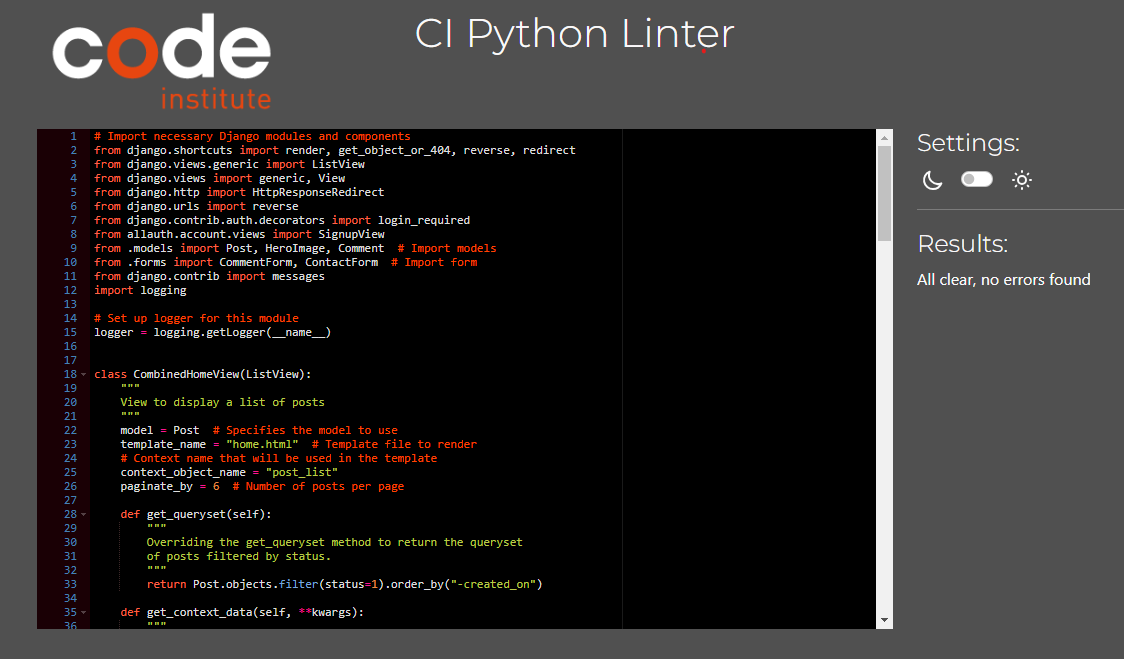 code
institute
CI Python Linter
1 # Import necessary Django modules and components
2 from django.shortcuts import render, get_object_or_404, reverse, redirect
3 from django.views.generic import ListView
4 from django.views import generic, View
5 from django.http import HttpResponseRedirect
6 from django.urls import reverse
7 from django.contrib.auth.decorators import login_required
8 from allauth.account.views import SignupView
9 from .models import Post, HeroImage, Comment  # Import models
10 from .forms import CommentForm, ContactForm  # Import form
11 from django.contrib import messages
12 import logging
13
14 # Set up logger for this module
15 logger = logging.getLogger(__name__)
16
17
18 class CombinedHomeView(ListView):
19     """
20     View to display a list of posts
21     """
22     model = Post  # Specifies the model to use
23     template_name = "home.html"  # Template file to render
24     # Context name that will be used in the template
25     context_object_name = "post_list"
26     paginate_by = 6  # Number of posts per page
27
28     def get_queryset(self):
29         """
30         Overriding the get_queryset method to return the queryset
31         of posts filtered by status.
32         """
33         return Post.objects.filter(status=1).order_by("-created_on")
34
35     def get_context_data(self, **kwargs):
36         """
Settings:
Results:
All clear, no errors found